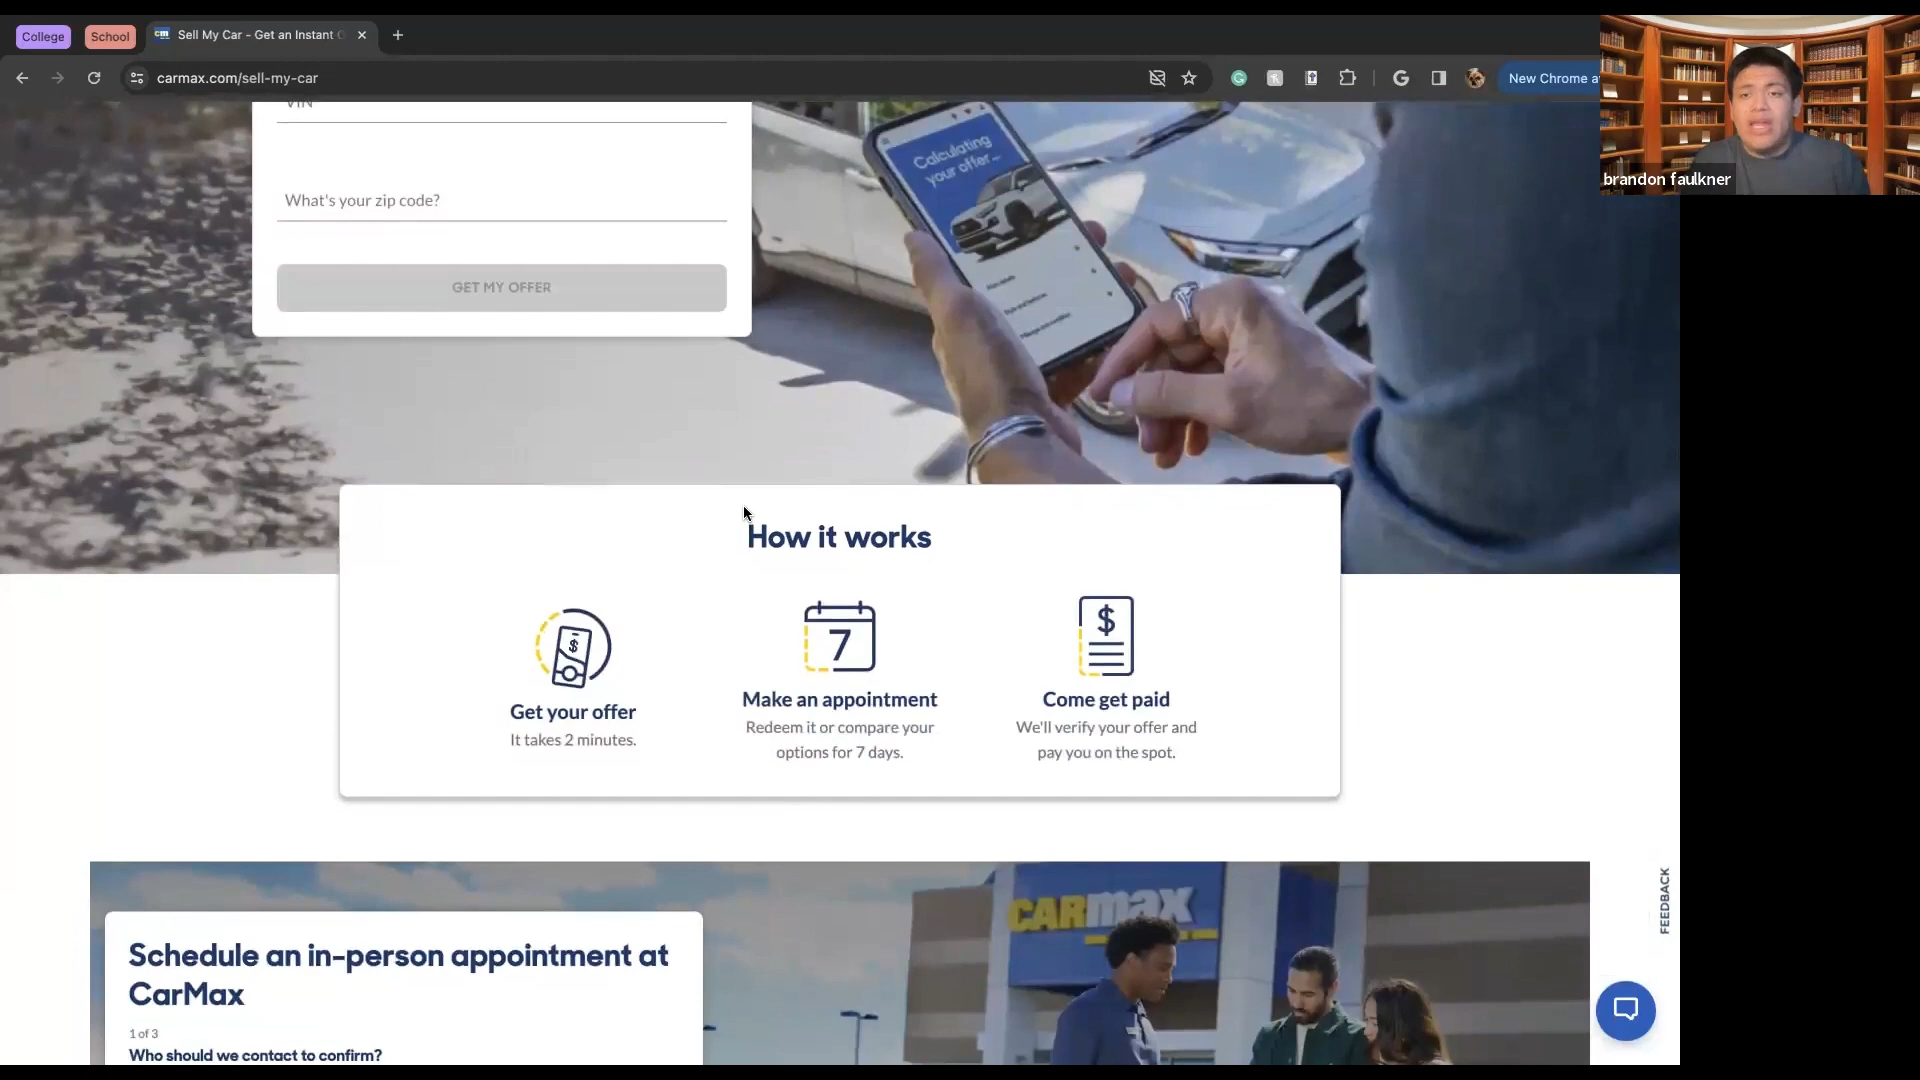 College
School
Sell My Car - Get an Instant O
carmax.com/sell-my-car
New Chrome av
brandon faulkner
VIN
What's your zip code?
GET MY OFFER
Calculating
your offer...
How it works
7
$
Get your offer
It takes 2 minutes.
Make an appointment
Redeem it or compare your
options for 7 days.
Come get paid
We'll verify your offer and
pay you on the spot.
FEEDBACK
CARMAX
Schedule an in-person appointment at
CarMax
1 of 3
Who should we contact to confirm?